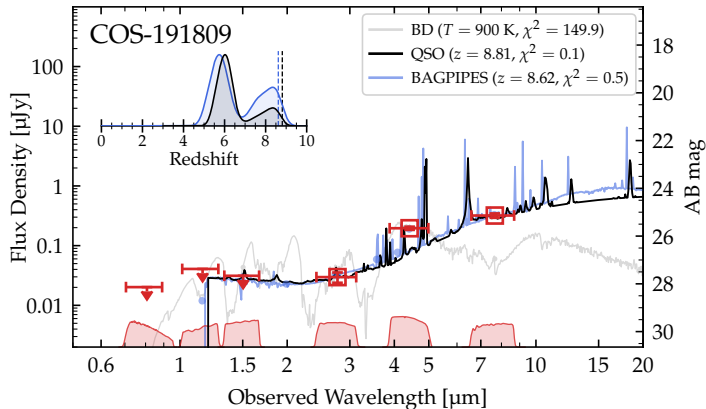 COS-191809
BD (T = 900 K, χ² = 149.9)
QSO (z = 8.81, χ² = 0.1)
BAGPIPES (z = 8.62, χ² = 0.5)
0 2 4 6 8 10
Redshift
Flux Density [μJy]
100
10
1
0.1
0.01
AB mag
18
20
22
24
26
28
30
0.6 1 1.5 2 3 4 5 6 10 20
Observed Wavelength [μm]